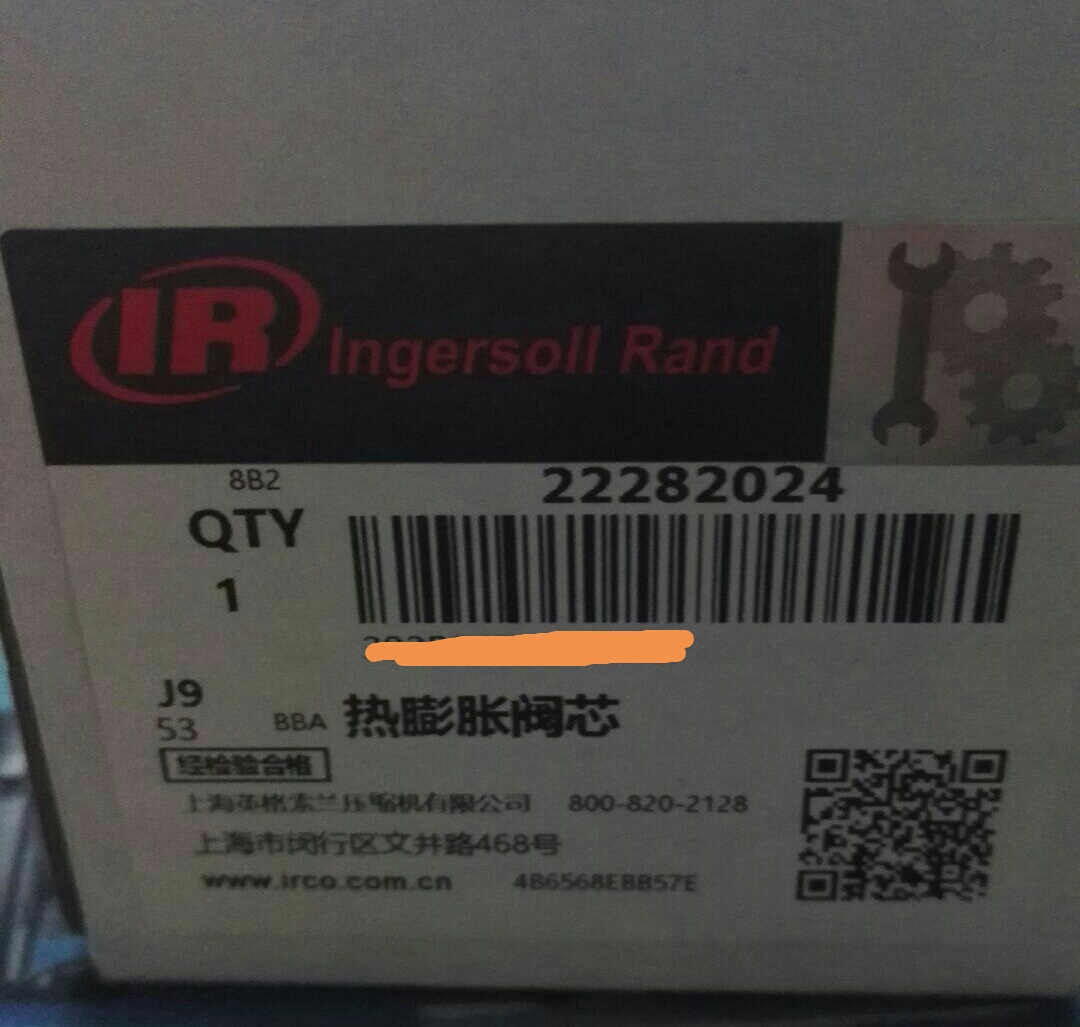 IR Ingersoll Rand
8B2
22282024
QTY
1
J9
53 BBA 热膨胀阀芯
经检验合格
上海英格索兰压缩机有限公司 800-820-2128
上海市闵行区文井路468号
www.irco.com.cn 4B6568EBB57E